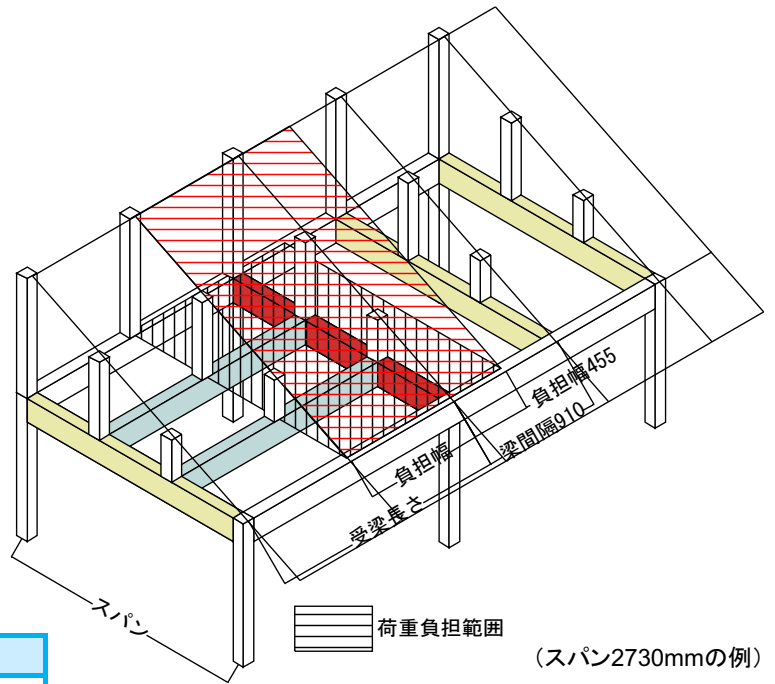 負担幅455
梁間隔910
負担幅
受梁長さ
スパン
荷重負担範囲
(スパン2730mmの例)